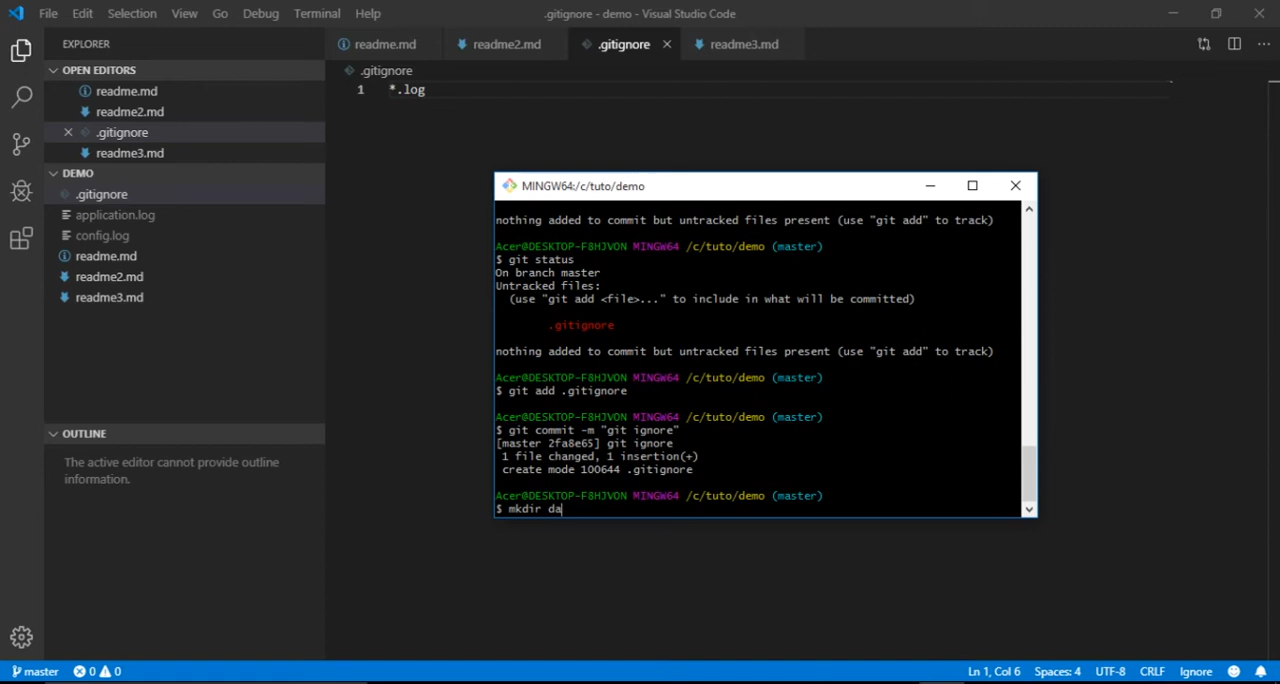 File Edit Selection View Go Debug Terminal Help
.gitignore - demo - Visual Studio Code
EXPLORER
OPEN EDITORS
readme.md
readme2.md
.gitignore
readme3.md
DEMO
.gitignore
application.log
config.log
readme.md
readme2.md
readme3.md
OUTLINE
The active editor cannot provide outline
information.
readme.md readme2.md .gitignore readme3.md
.gitignore
1 *.log
MINGW64:/c/tuto/demo
nothing added to commit but untracked files present (use "git add" to track)
Acer@DESKTOP-F8HJVON MINGW64 /c/tuto/demo (master)
$ git status
On branch master
Untracked files:
(use "git add <file>..." to include in what will be committed)
.gitignore
nothing added to commit but untracked files present (use "git add" to track)
Acer@DESKTOP-F8HJVON MINGW64 /c/tuto/demo (master)
$ git add .gitignore
Acer@DESKTOP-F8HJVON MINGW64 /c/tuto/demo (master)
$ git commit -m "git ignore"
[master 2fa8e65] git ignore
1 file changed, 1 insertion(+)
create mode 100644 .gitignore
Acer@DESKTOP-F8HJVON MINGW64 /c/tuto/demo (master)
$ mkdir da
master 0 0
Ln 1, Col 6 Spaces: 4 UTF-8 CRLF Ignore